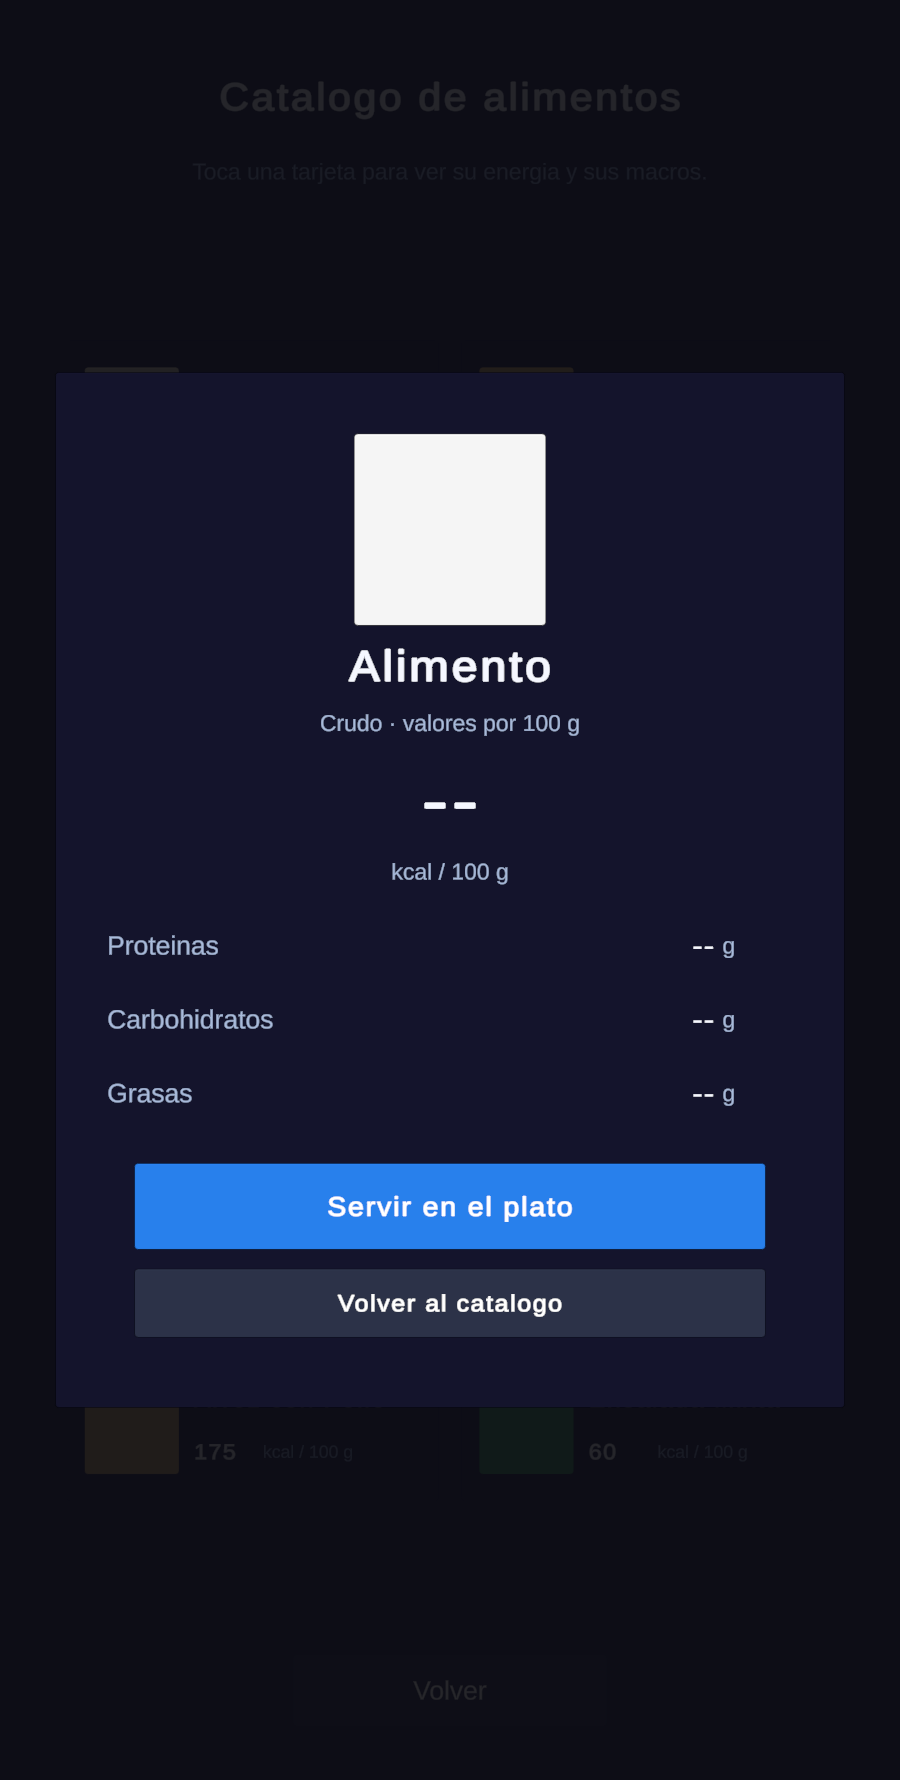 Catalogo de alimentos
Toca una tarjeta para ver su energia y sus macros.
Alimento
Crudo · valores por 100 g
--
kcal / 100 g
Proteinas -- g
Carbohidratos -- g
Grasas -- g
Servir en el plato
Volver al catalogo
175 kcal / 100 g 60 kcal / 100 g
Volver